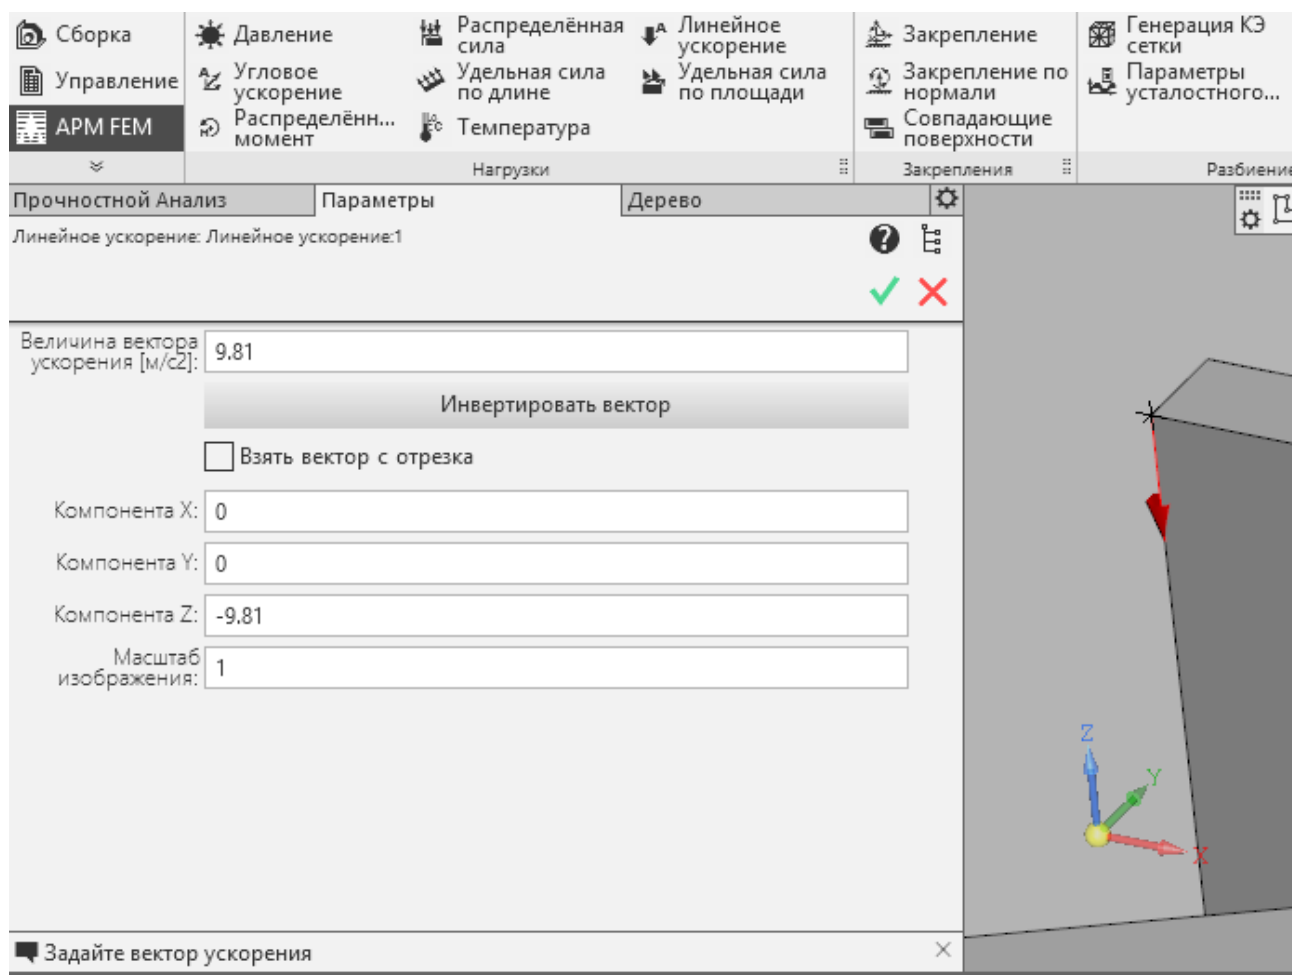 Сборка
Управление
APM FEM
Давление
Угловое
ускорение
Распределённ...
момент
Распределённая
сила
Удельная сила
по длине
Температура
Линейное
ускорение
Удельная сила
по площади
Нагрузки
Закрепление
Закрепление по
нормали
Совпадающие
поверхности
Закрепления
Генерация КЭ
сетки
Параметры
усталостного...
Разбиение
Прочностной Анализ
Параметры
Дерево
Линейное ускорение: Линейное ускорение:1
Величина вектора
ускорения [м/с2]:
9.81
Инвертировать вектор
Взять вектор с отрезка
Компонента X:
0
Компонента Y:
0
Компонента Z:
-9.81
Масштаб
изображения:
1
Z
Y
X
Задайте вектор ускорения